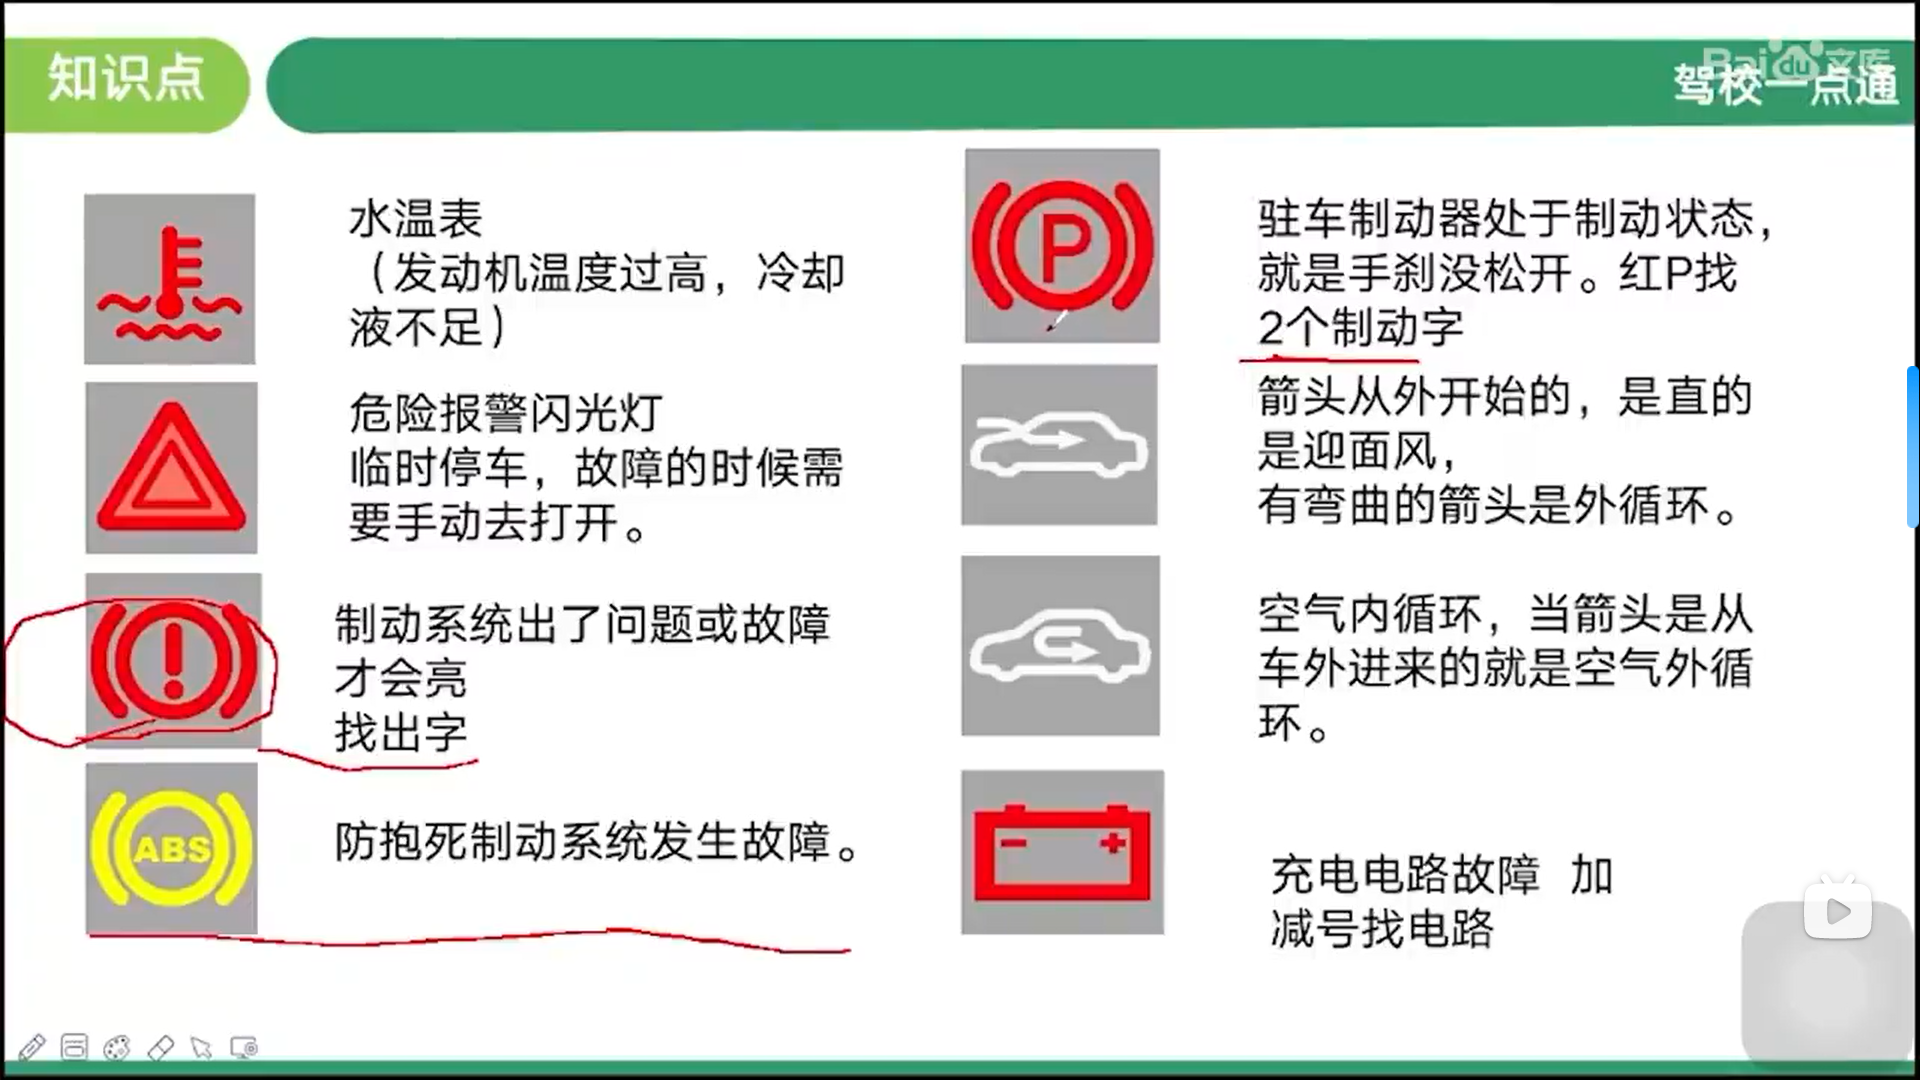 知识点
Baidu文库
驾校一点通
水温表
（发动机温度过高，冷却
液不足）
危险报警闪光灯
临时停车，故障的时候需
要手动去打开。
制动系统出了问题或故障
才会亮
找出字
ABS
防抱死制动系统发生故障。
P
驻车制动器处于制动状态，
就是手刹没松开。红P找
2个制动字
箭头从外开始的，是直的
是迎面风，
有弯曲的箭头是外循环。
空气内循环，当箭头是从
车外进来的就是空气外循
环。
充电电路故障 加
减号找电路